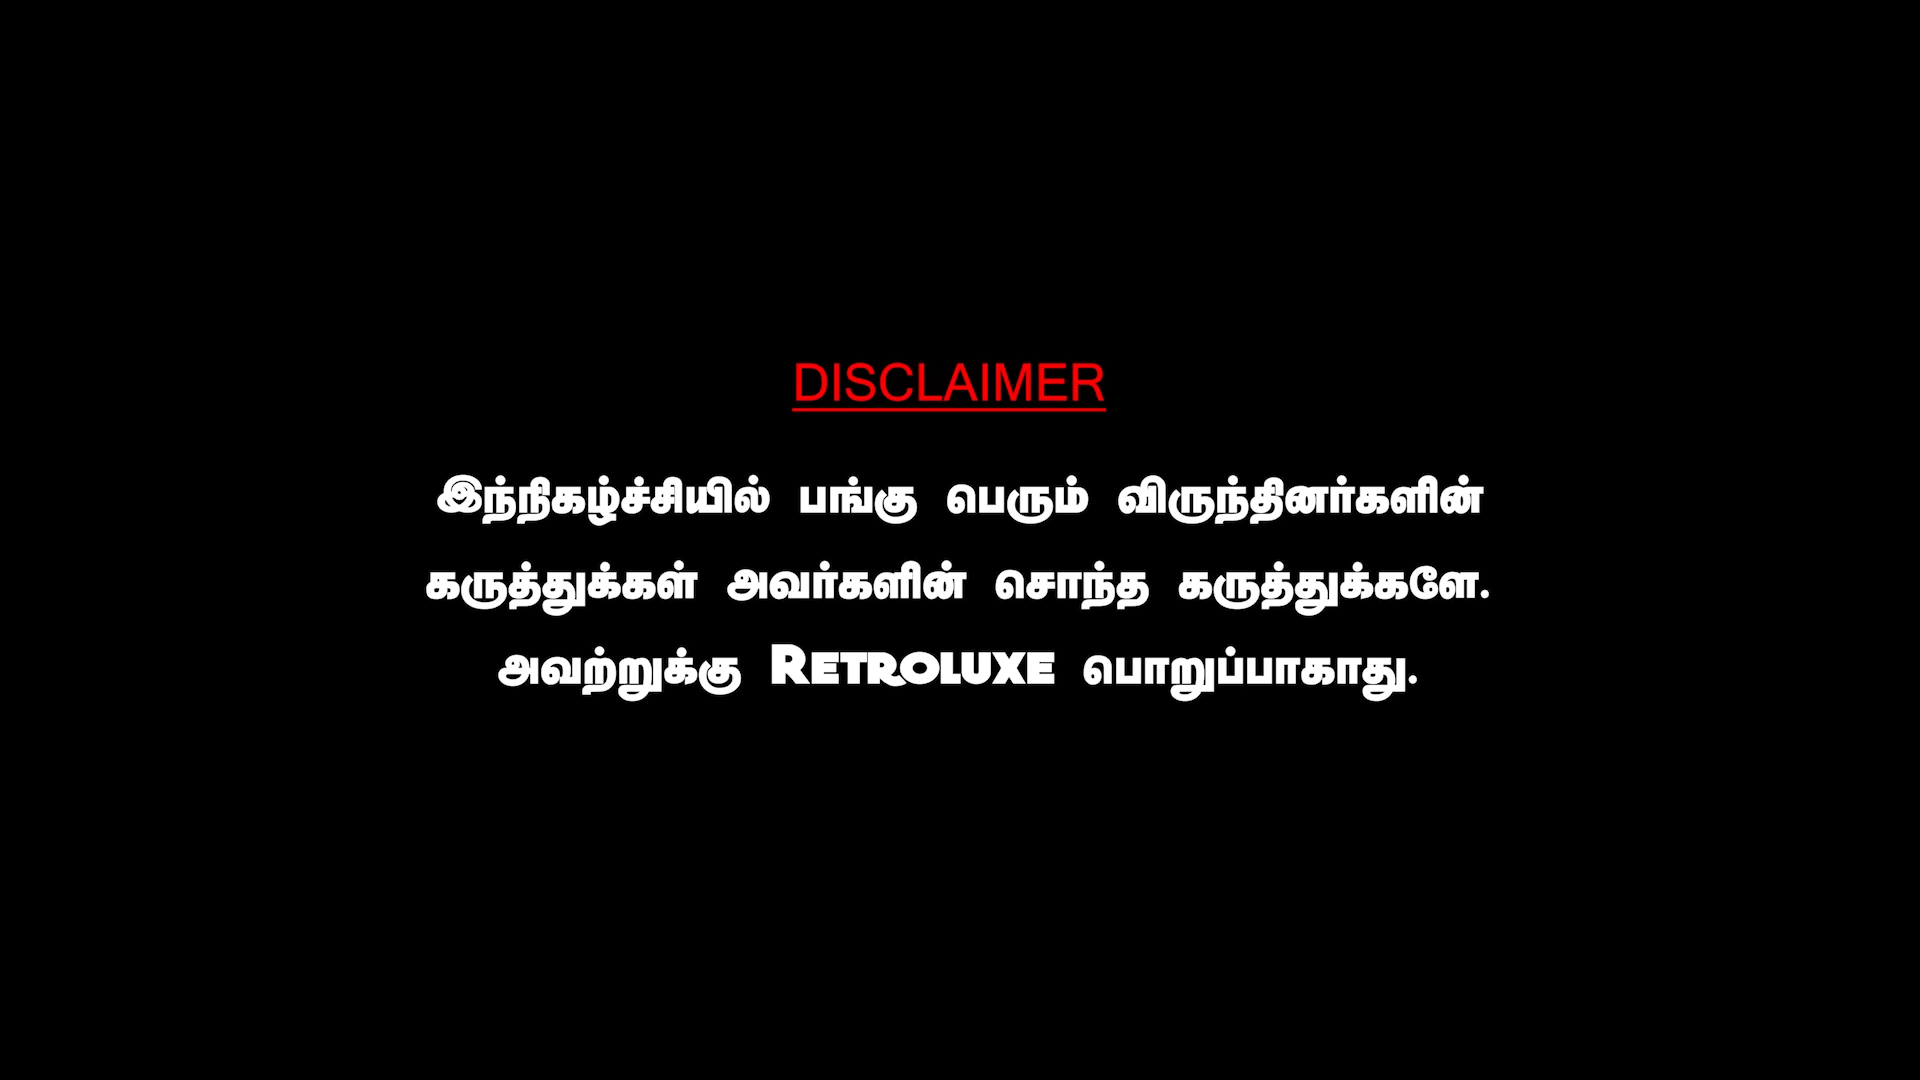 DISCLAIMER
இந்நிகழ்ச்சியில் பங்கு பெரும் விருந்தினர்களின்
கருத்துக்கள் அவர்களின் சொந்த கருத்துக்களே.
அவற்றுக்கு RETROLUXE பொறுப்பாகாது.